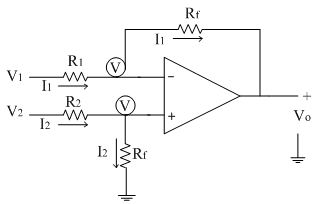 Rf
I1
R1
V
V1
I1
−
R2
V
V2
+
I2
+
Vo
I2
Rf